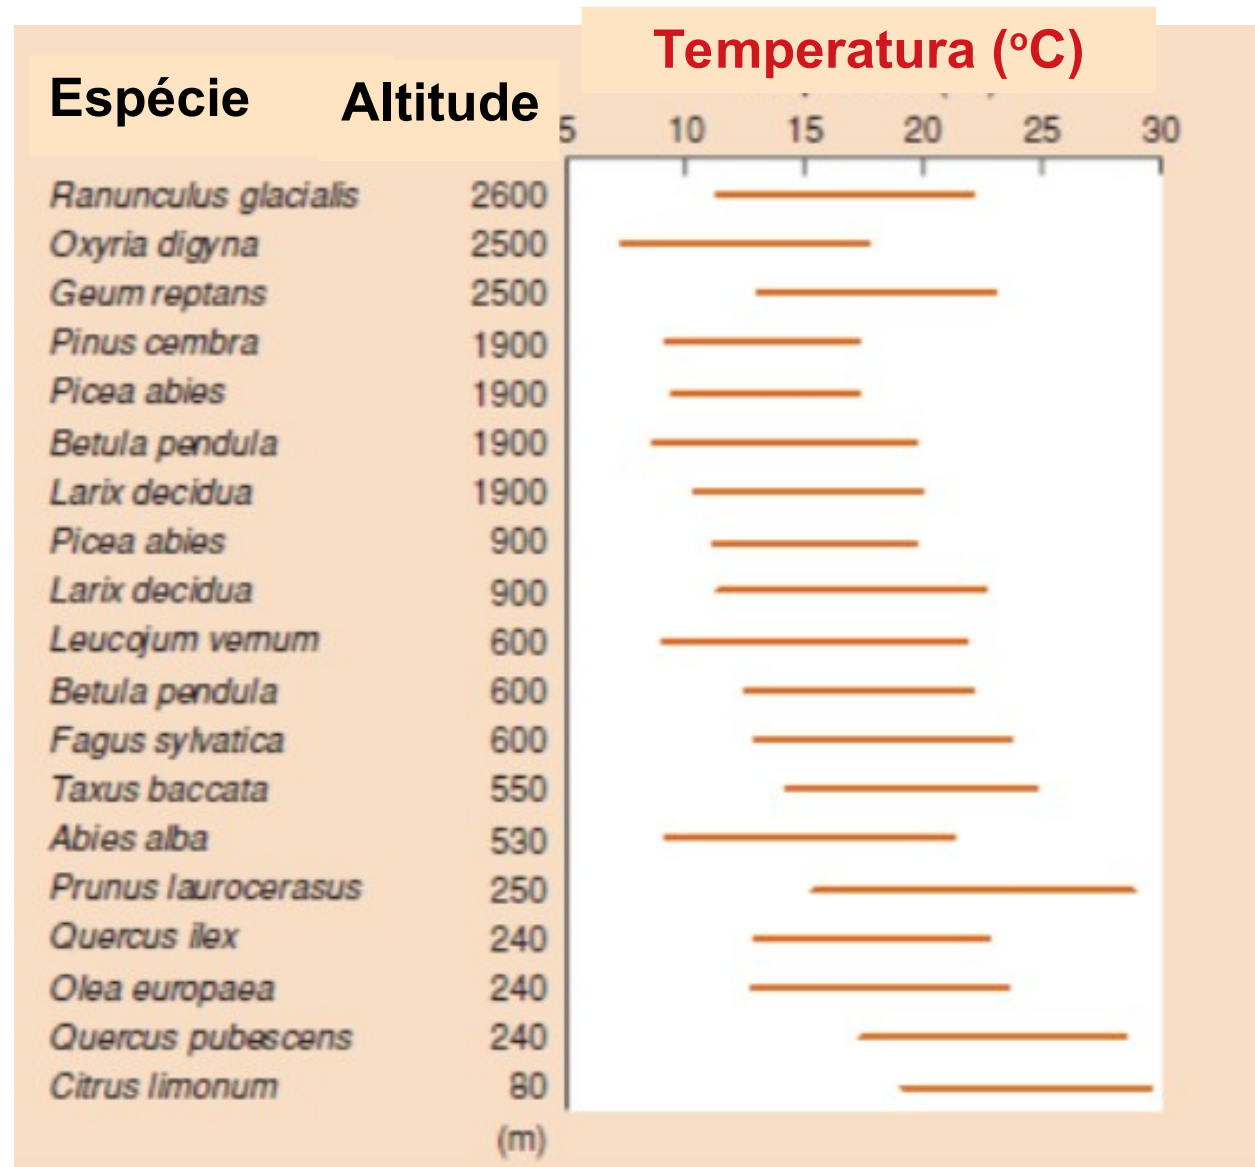 Temperatura (ºC)
Espécie Altitude
5 10 15 20 25 30
Ranunculus glacialis 2600
Oxyria digyna 2500
Geum reptans 2500
Pinus cembra 1900
Picea abies 1900
Betula pendula 1900
Larix decidua 1900
Picea abies 900
Larix decidua 900
Leucojum vernum 600
Betula pendula 600
Fagus sylvatica 600
Taxus baccata 550
Abies alba 530
Prunus laurocerasus 250
Quercus ilex 240
Olea europaea 240
Quercus pubescens 240
Citrus limonum 80
(m)